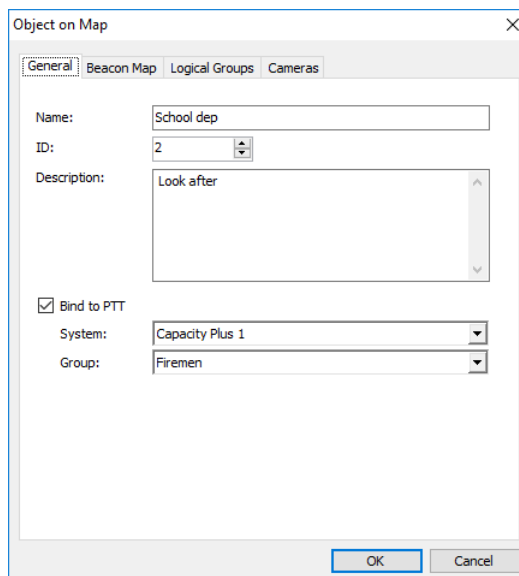 Object on Map
General Beacon Map Logical Groups Cameras
Name: School dep
ID: 2
Description: Look after
Bind to PTT
System: Capacity Plus 1
Group: Firemen
OK Cancel